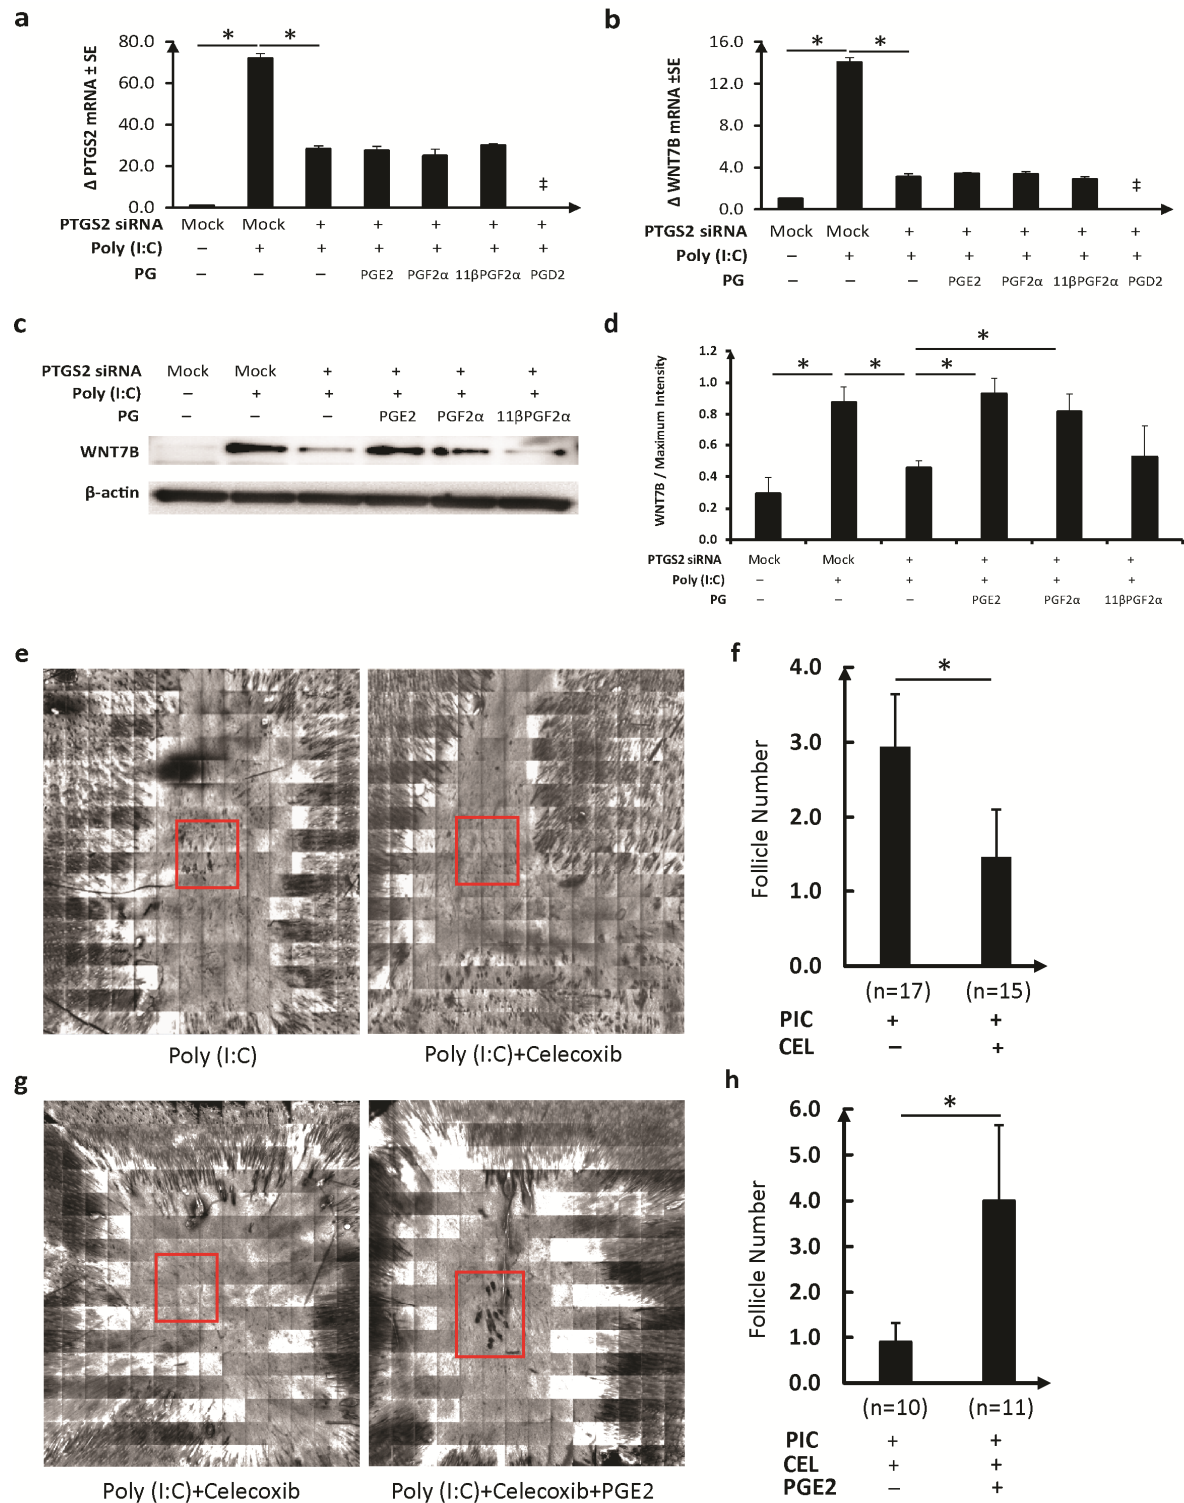 a
*
*
Δ PTGS2 mRNA ± SE
80.0
60.0
40.0
20.0
0.0
‡
PTGS2 siRNA Mock Mock + + + + +
Poly (I:C) – + + + + + +
PG – – – PGE2 PGF2α 11βPGF2α PGD2
b
*
*
Δ WNT7B mRNA ±SE
16.0
12.0
8.0
4.0
0.0
‡
PTGS2 siRNA Mock Mock + + + + +
Poly (I:C) – + + + + + +
PG – – – PGE2 PGF2α 11βPGF2α PGD2
c
PTGS2 siRNA Mock Mock + + + +
Poly (I:C) – + + + + +
PG – – – PGE2 PGF2α 11βPGF2α
WNT7B
β-actin
d
*
*
*
*
WNT7B / Maximum Intensity
1.2
1.0
0.8
0.6
0.4
0.2
0.0
PTGS2 siRNA Mock Mock + + + +
Poly (I:C) – + + + + +
PG – – – PGE2 PGF2α 11βPGF2α
e
Poly (I:C)
Poly (I:C)+Celecoxib
f
*
Follicle Number
4.0
3.0
2.0
1.0
0.0
(n=17) (n=15)
PIC + +
CEL – +
g
Poly (I:C)+Celecoxib
Poly (I:C)+Celecoxib+PGE2
h
*
Follicle Number
6.0
5.0
4.0
3.0
2.0
1.0
0.0
(n=10) (n=11)
PIC + +
CEL + +
PGE2 – +